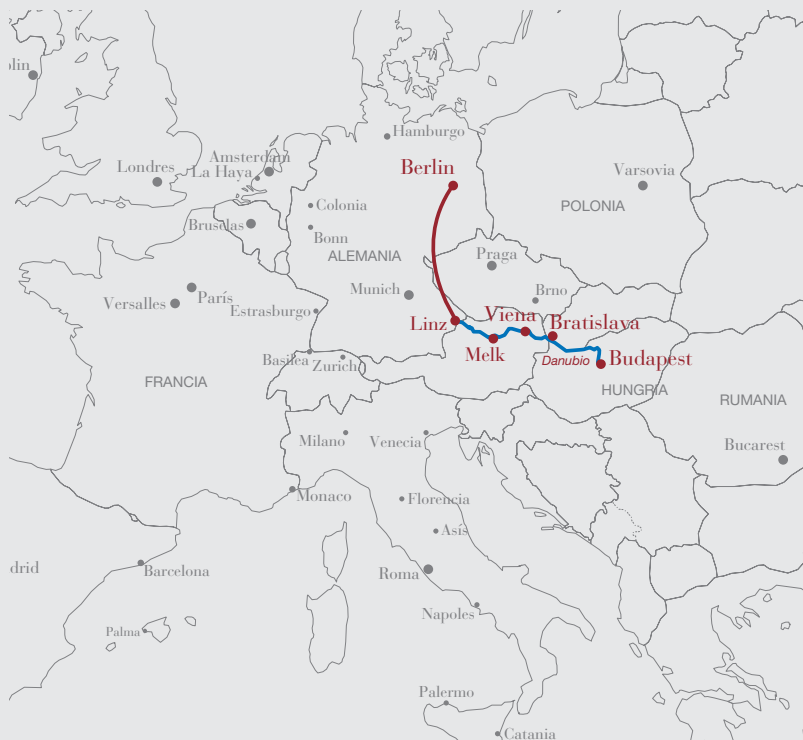 Hamburgo
lin
Londres
Amsterdam
La Haya
Berlin
Varsovia
Colonia
POLONIA
Bruselas
Bonn
ALEMANIA
Praga
Munich
Brno
París
Versalles
Estrasburgo
Linz
Viena
Bratislava
Melk
Danubio
Budapest
Basilea
Zurich
FRANCIA
HUNGRIA
RUMANIA
Milano
Venecia
Bucarest
Monaco
Florencia
Asís
drid
Barcelona
Roma
Napoles
Palma
Palermo
Catania